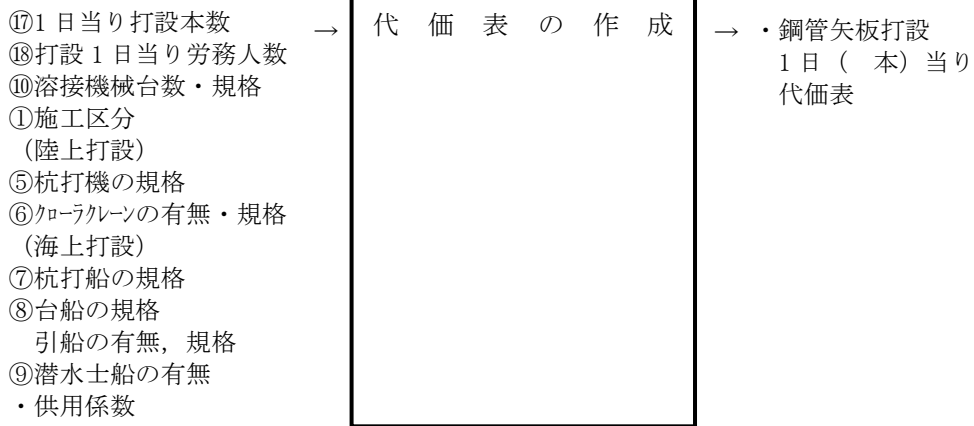 ⑰1日当り打設本数
→
代価表の作成
→
・鋼管矢板打設
⑱打設1日当り労務人数
1日(　本)当り
⑩溶接機械台数・規格
代価表
①施工区分
(陸上打設)
⑤杭打機の規格
⑥ｸﾛｰﾗｸﾚｰﾝの有無・規格
(海上打設)
⑦杭打船の規格
⑧台船の規格
引船の有無，規格
⑨潜水士船の有無
・供用係数